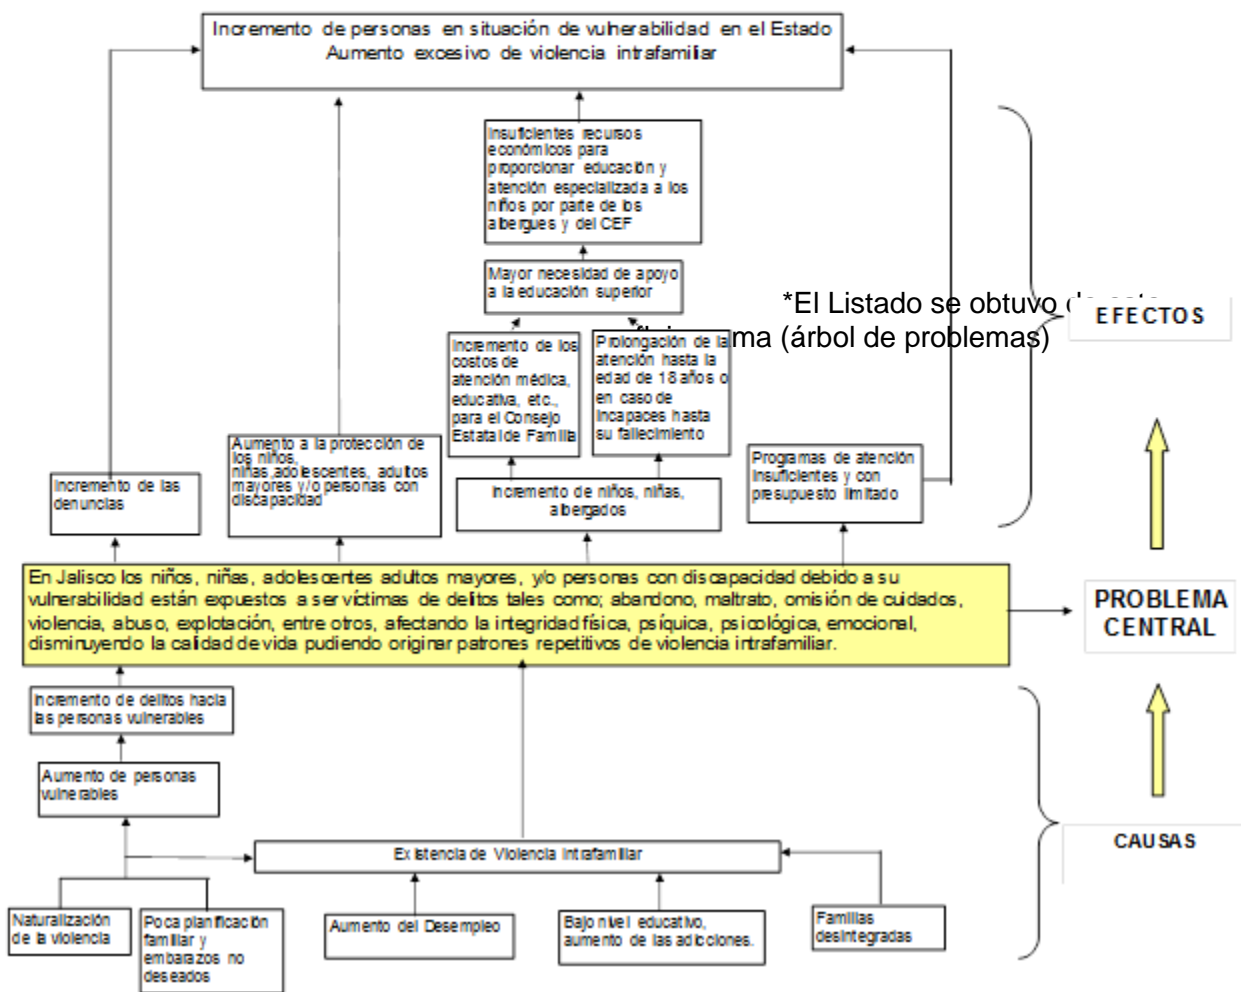 Incremento de personas en situación de vulnerabilidad en el Estado
Aumento excesivo de violencia intrafamiliar
Insuficientes recursos
económicos para
proporcionar educación y
atención especializada a los
niños por parte de los
albergues y del CEF
Mayor necesidad de apoyo
a la educación superior
*El Listado se obtuvo de
ma (árbol de problemas)
EFECTOS
Incremento de los
costos de
atención médica,
educativa, etc.,
para el Consejo
Estatal de Familia
Prolongación de la
atención hasta la
edad de 18 años o
en caso de
incapaces hasta
su fallecimiento
Incremento de las
denuncias
Aumento a la protección de
los niños,
niñas,adolescentes, adultos
mayores y/o personas con
discapacidad
Incremento de niños, niñas,
albergados
Programas de atención
insuficientes y con
presupuesto limitado
En Jalisco los niños, niñas, adolescentes adultos mayores, y/o personas con discapacidad debido a su
vulnerabilidad están expuestos a ser víctimas de delitos tales como; abandono, maltrato, omisión de cuidados,
violencia, abuso, explotación, entre otros, afectando la integridad física, psíquica, psicológica, emocional,
disminuyendo la calidad de vida pudiendo originar patrones repetitivos de violencia intrafamiliar.
PROBLEMA
CENTRAL
Incremento de delitos hacia
las personas vulnerables
Aumento de personas
vulnerables
Existencia de Violencia Intrafamiliar
CAUSAS
Naturalización
de la violencia
Poca planificación
familiar y
embarazos no
deseados
Aumento del Desempleo
Bajo nivel educativo,
aumento de las adicciones.
Familias
desintegradas